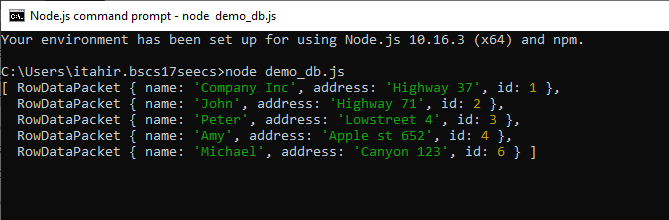 Node.js command prompt - node  demo_db.js
Your environment has been set up for using Node.js 10.16.3 (x64) and npm.
C:\Users\itahir.bscs17seecs>node demo_db.js
[ RowDataPacket { name: 'Company Inc', address: 'Highway 37', id: 1 },
  RowDataPacket { name: 'John', address: 'Highway 71', id: 2 },
  RowDataPacket { name: 'Peter', address: 'Lowstreet 4', id: 3 },
  RowDataPacket { name: 'Amy', address: 'Apple st 652', id: 4 },
  RowDataPacket { name: 'Michael', address: 'Canyon 123', id: 6 } ]